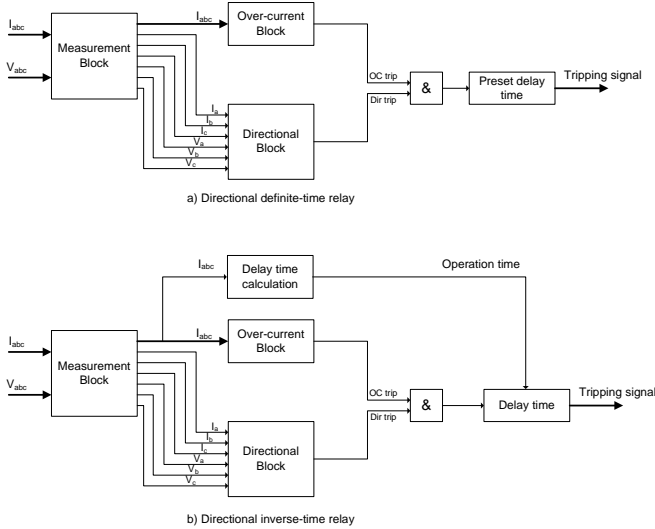 I_abc
V_abc
Measurement
Block
I_abc
Over-current
Block
I_a
I_b
I_c
V_a
V_b
V_c
Directional
Block
OC trip
Dir trip
&
Preset delay
time
Tripping signal
a) Directional definite-time relay
I_abc
Delay time
calculation
Operation time
I_abc
V_abc
Measurement
Block
I_abc
Over-current
Block
I_a
I_b
I_c
V_a
V_b
V_c
Directional
Block
OC trip
Dir trip
&
Delay time
Tripping signal
b) Directional inverse-time relay